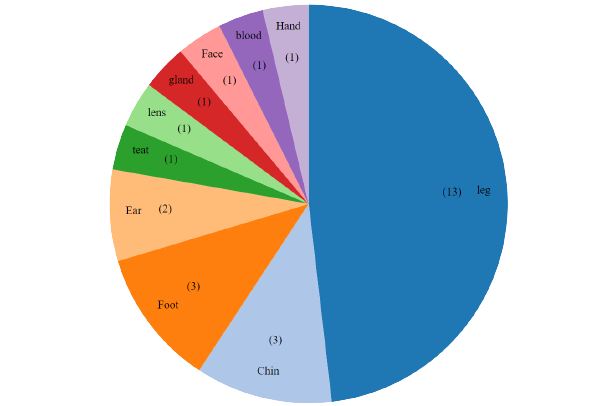 Hand
(1)
blood
(1)
Face
(1)
gland
(1)
lens
(1)
teat
(1)
Ear (2)
(3)
Foot
(3)
Chin
(13) leg